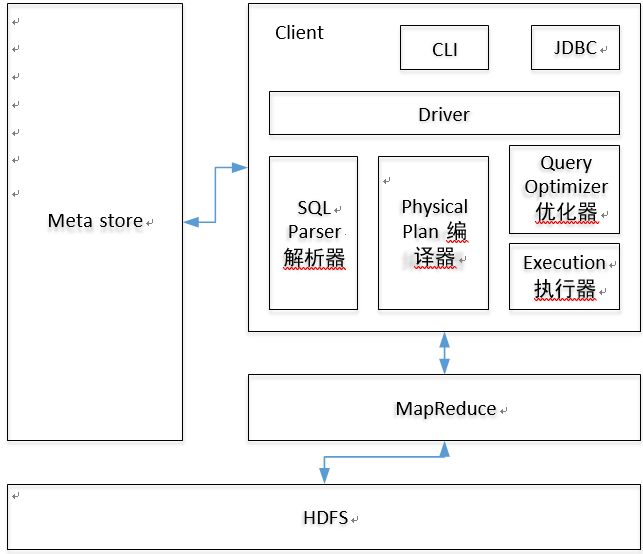 Meta store
Client
CLI
JDBC
Driver
SQL
Parser
解析器
Physical
Plan 编
译器
Query
Optimizer
优化器
Execution
执行器
MapReduce
HDFS